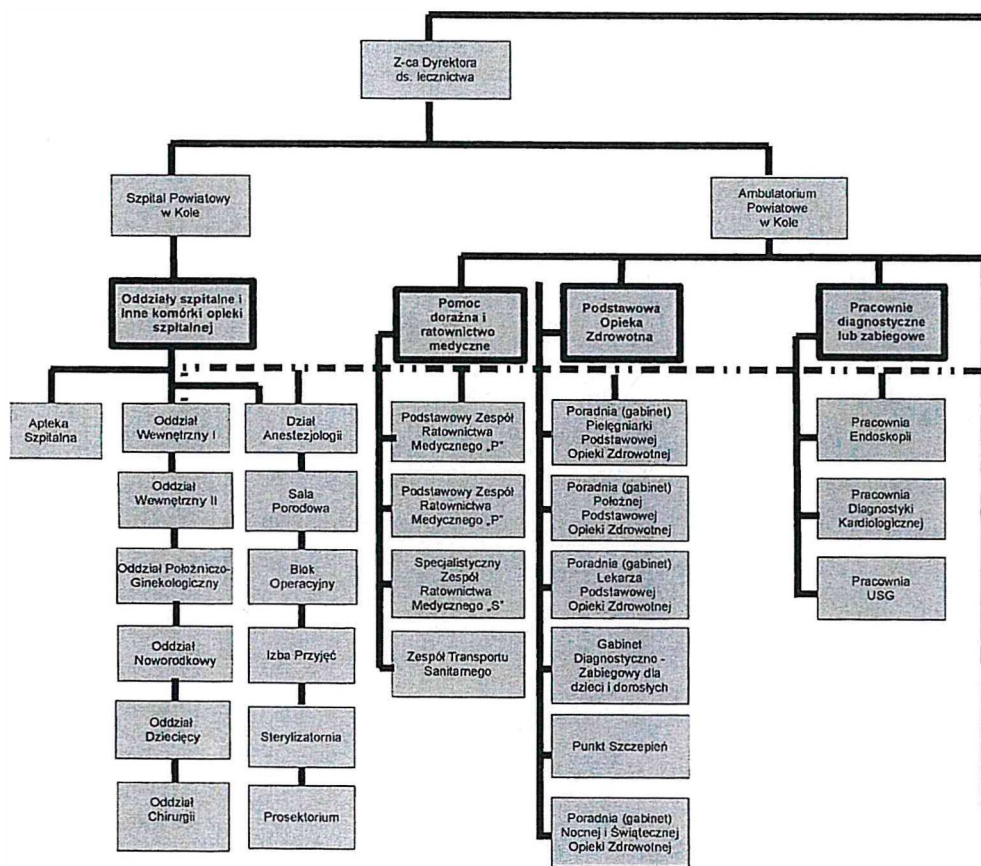 Z-ca Dyrektora
ds. lecznictwa
Szpital Powiatowy
w Kole
Ambulatorium
Powiatowe
w Kole
Oddziały szpitalne i
Inne komórki opieki
szpitalnej
Pomoc
doraźna i
ratownictwo
medyczne
Podstawowa
Opieka
Zdrowotna
Pracownie
diagnostyczne
lub zabiegowe
Apteka
Szpitalna
Oddział
Wewnętrzny I
Oddział
Wewnętrzny II
Oddział Położniczo-
Ginekologiczny
Oddział
Noworodkowy
Oddział
Dziecięcy
Oddział
Chirurgii
Dział
Anestezjologii
Sala
Porodowa
Blok
Operacyjny
Izba Przyjęć
Sterylizatornia
Prosektorium
Podstawowy Zespół
Ratownictwa
Medycznego „P”
Podstawowy Zespół
Ratownictwa
Medycznego „P”
Specjalistyczny
Zespół
Ratownictwa
Medycznego „S”
Zespół Transportu
Sanitarnego
Poradnia (gabinet)
Pielęgniarki
Podstawowej
Opieki Zdrowotnej
Poradnia (gabinet)
Położnej
Podstawowej
Opieki Zdrowotnej
Poradnia (gabinet)
Lekarza
Podstawowej
Opieki Zdrowotnej
Gabinet
Diagnostyczno -
Zabiegowy dla
dzieci i dorosłych
Punkt Szczepień
Poradnia (gabinet)
Nocnej i Świątecznej
Opieki Zdrowotnej
Pracownia
Endoskopii
Pracownia
Diagnostyki
Kardiologicznej
Pracownia
USG